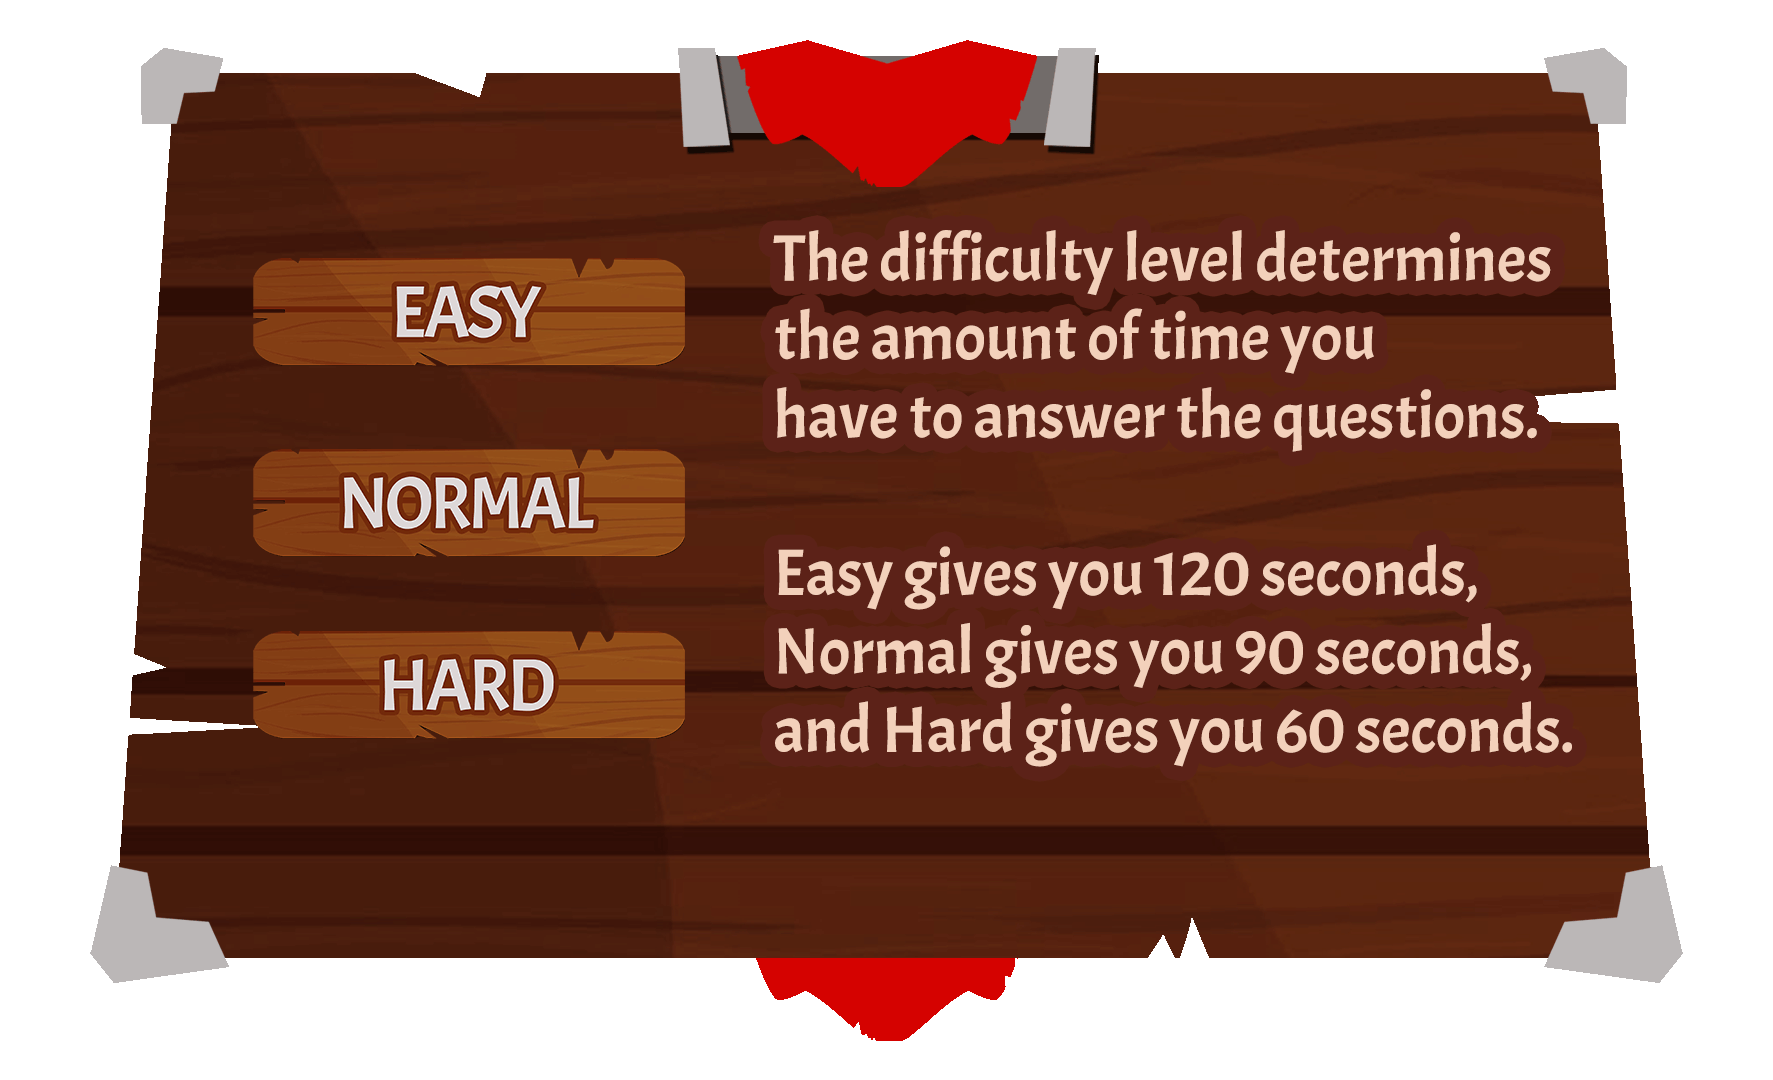 EASY
NORMAL
HARD
The difficulty level determines
the amount of time you
have to answer the questions.
Easy gives you 120 seconds,
Normal gives you 90 seconds,
and Hard gives you 60 seconds.